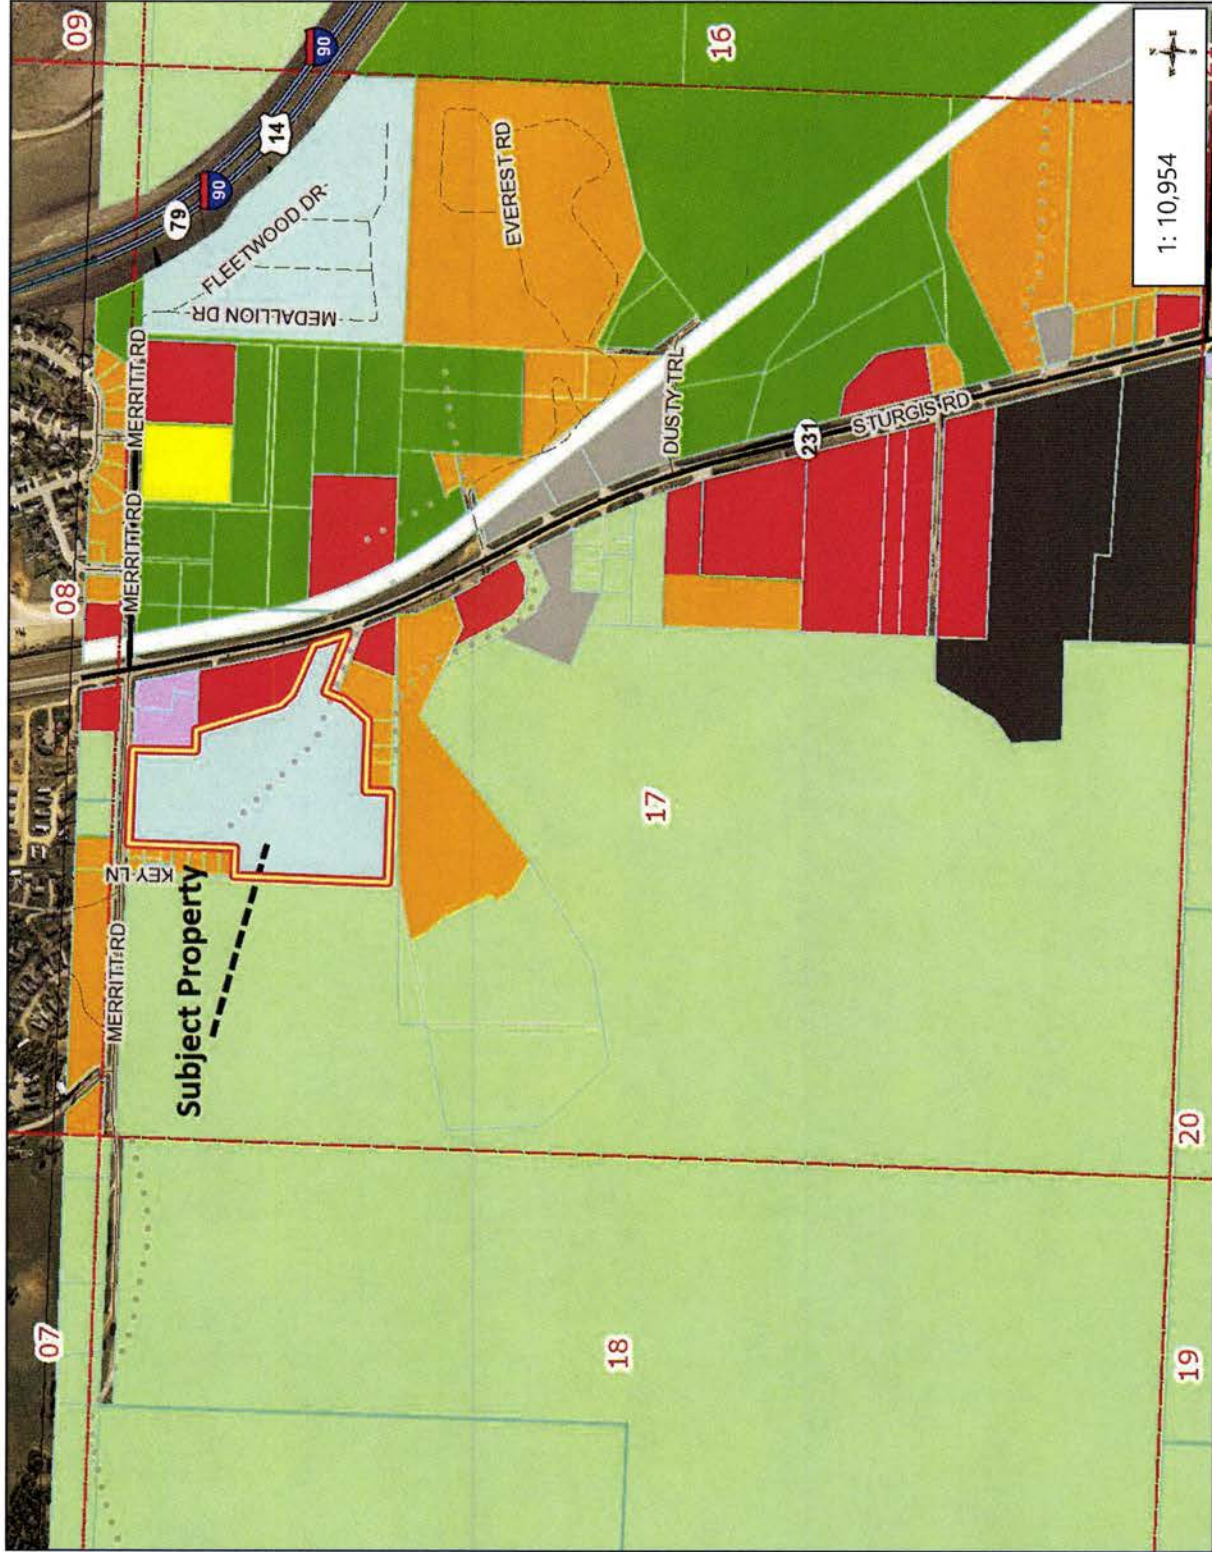 07
08
09
90
14
79
90
MERRITT RD
MERRITT RD
MERRITT RD
KEY LN
Subject Property
MEDALLION DR
FLEETWOOD DR
EVEREST RD
DUSTY TRL
231
STURGIS RD
18
17
16
19
20
N
W E
S
1: 10,954